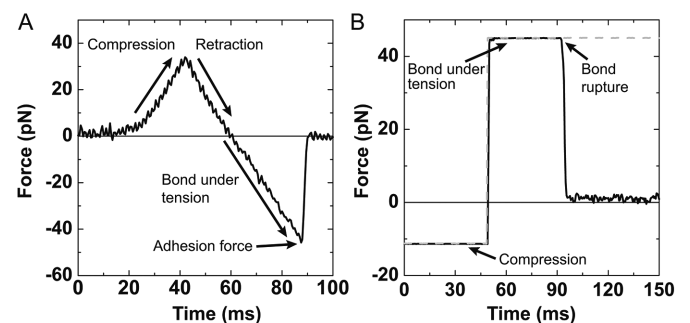 A
Force (pN)
40
20
0
-20
-40
-60
Compression
Retraction
Bond under
tension
Adhesion force
0 20 40 60 80 100
Time (ms)
B
Force (pN)
40
20
0
-20
Bond under
tension
Bond
rupture
Compression
0 30 60 90 120 150
Time (ms)